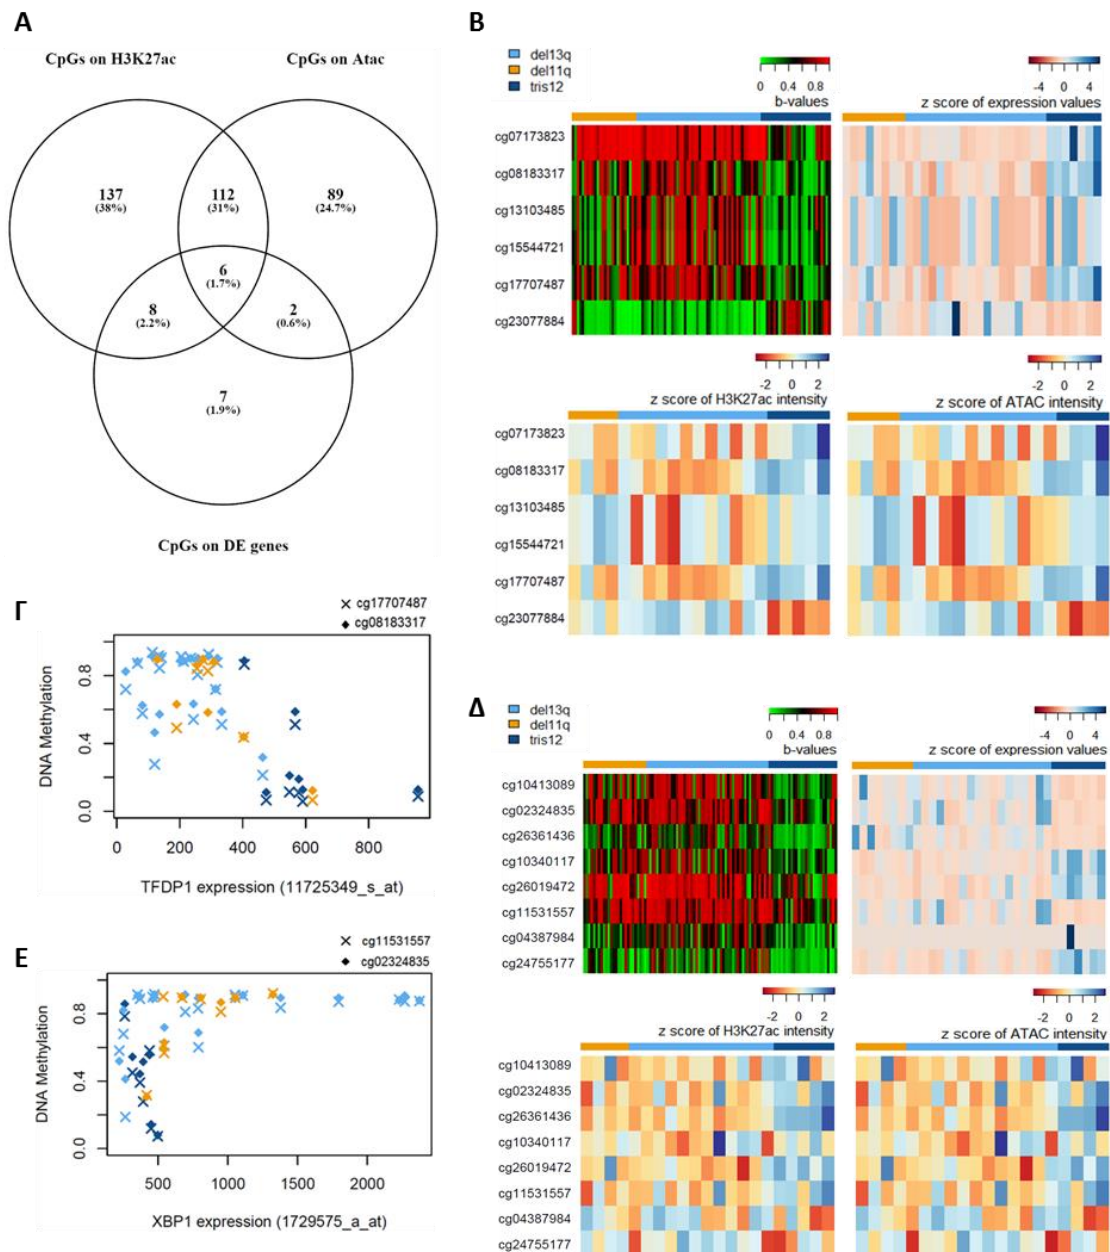 A
CpGs on H3K27ac
CpGs on Atac
137
(38%)
112
(31%)
89
(24.7%)
6
(1.7%)
8
(2.2%)
2
(0.6%)
7
(1.9%)
CpGs on DE genes
B
del13q
del11q
tris12
0 0.4 0.8
b-values
-4 0 4
z score of expression values
cg07173823
cg08183317
cg13103485
cg15544721
cg17707487
cg23077884
-2 0 2
z score of H3K27ac intensity
-2 0 2
z score of ATAC intensity
cg07173823
cg08183317
cg13103485
cg15544721
cg17707487
cg23077884
Γ
cg17707487
cg08183317
DNA Methylation
0.8
0.4
0.0
0 200 400 600 800
TFDP1 expression (11725349_s_at)
Δ
del13q
del11q
tris12
0 0.4 0.8
b-values
-4 0 4
z score of expression values
cg10413089
cg02324835
cg26361436
cg10340117
cg26019472
cg11531557
cg04387984
cg24755177
-2 0 2
z score of H3K27ac intensity
-2 0 2
z score of ATAC intensity
cg10413089
cg02324835
cg26361436
cg10340117
cg26019472
cg11531557
cg04387984
cg24755177
E
cg11531557
cg02324835
DNA Methylation
0.8
0.4
0.0
500 1000 1500 2000
XBP1 expression (1729575_a_at)